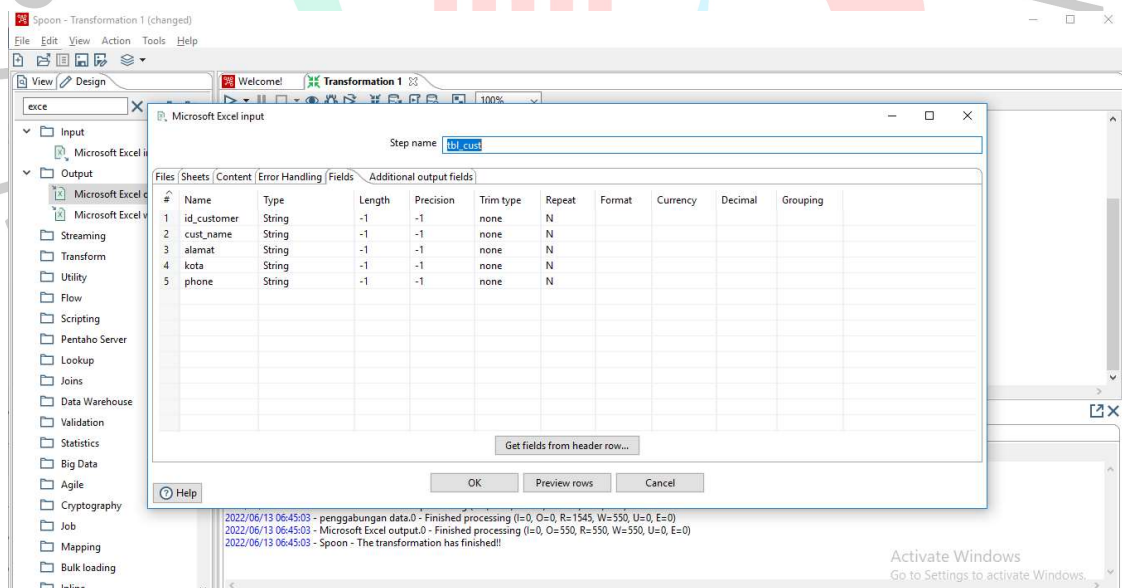 Spoon - Transformation 1 (changed)
File Edit View Action Tools Help
View Design
Welcome! Transformation 1
exce
100%
Microsoft Excel input
Step name tbl_cust
Files Sheets Content Error Handling Fields Additional output fields
# Name Type Length Precision Trim type Repeat Format Currency Decimal Grouping
1 id_customer String -1 -1 none N
2 cust_name String -1 -1 none N
3 alamat String -1 -1 none N
4 kota String -1 -1 none N
5 phone String -1 -1 none N
Get fields from header row...
OK Preview rows Cancel
Help
Input
Microsoft Excel
Output
Microsoft Excel
Microsoft Excel
Streaming
Transform
Utility
Flow
Scripting
Pentaho Server
Lookup
Joins
Data Warehouse
Validation
Statistics
Big Data
Agile
Cryptography
Job
Mapping
Bulk loading
2022/06/13 06:45:03 - penggabungan data.0 - Finished processing (I=0, O=0, R=1545, W=550, U=0, E=0)
2022/06/13 06:45:03 - Microsoft Excel output.0 - Finished processing (I=0, O=550, R=550, W=550, U=0, E=0)
2022/06/13 06:45:03 - Spoon - The transformation has finished!!
Activate Windows
Go to Settings to activate Windows.